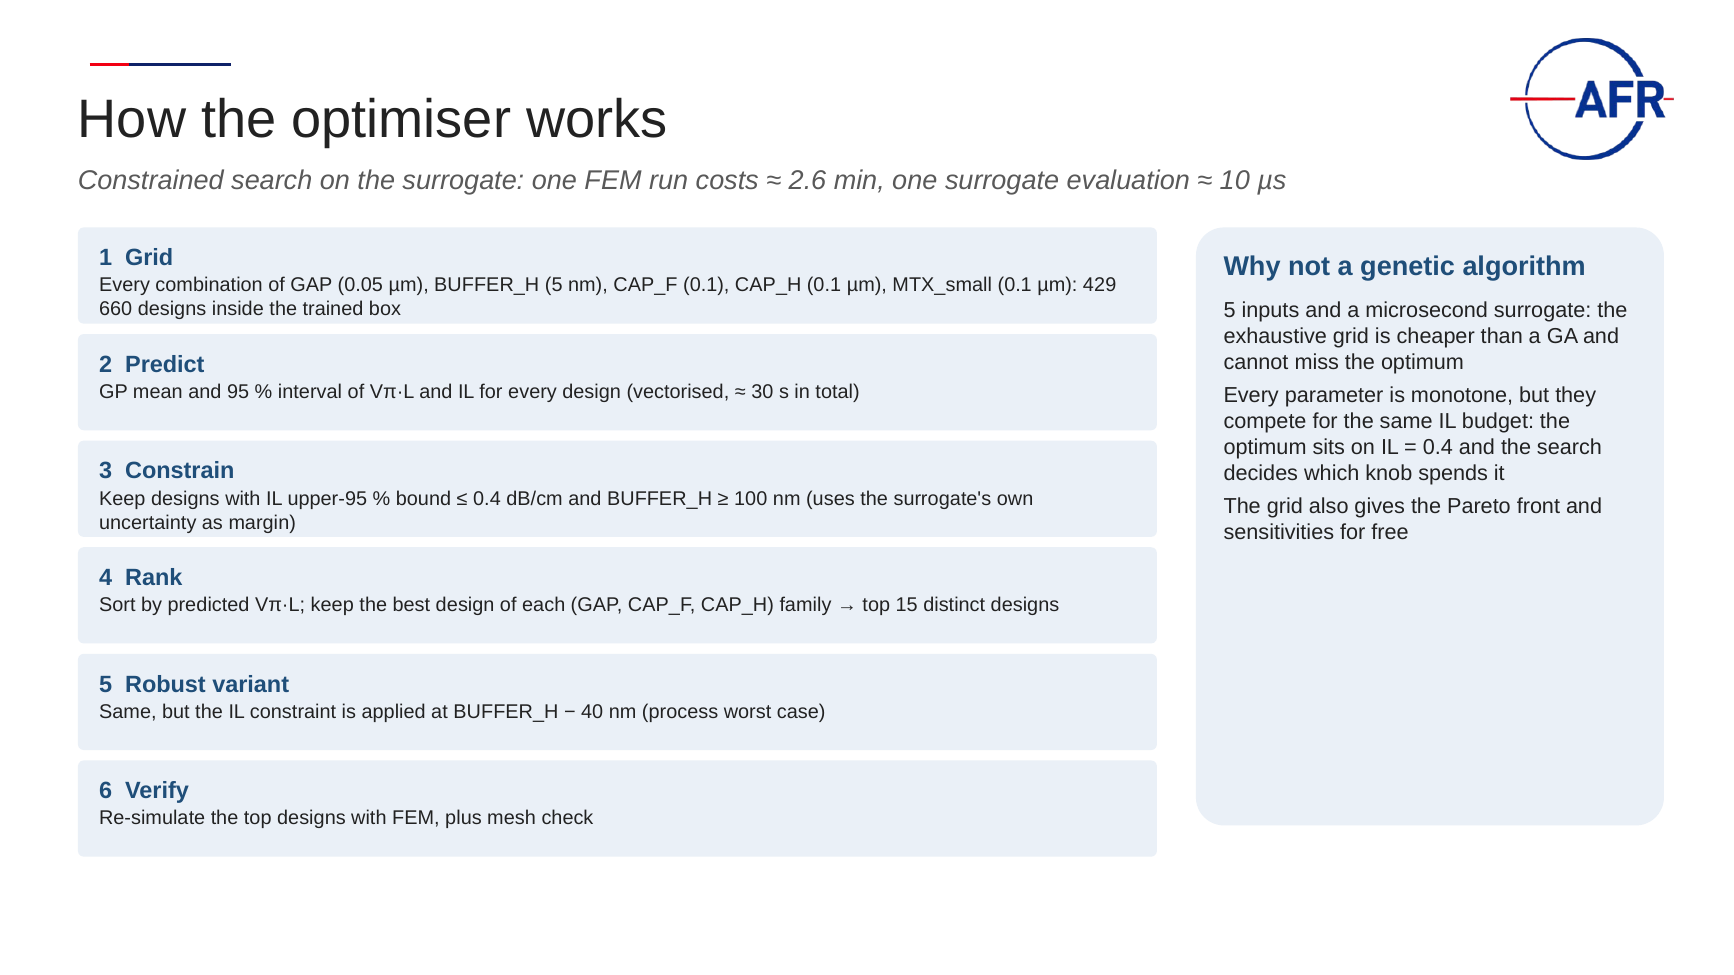 AFR
How the optimiser works
Constrained search on the surrogate: one FEM run costs ≈ 2.6 min, one surrogate evaluation ≈ 10 µs
1 Grid
Every combination of GAP (0.05 µm), BUFFER_H (5 nm), CAP_F (0.1), CAP_H (0.1 µm), MTX_small (0.1 µm): 429
660 designs inside the trained box
2 Predict
GP mean and 95 % interval of Vπ·L and IL for every design (vectorised, ≈ 30 s in total)
3 Constrain
Keep designs with IL upper-95 % bound ≤ 0.4 dB/cm and BUFFER_H ≥ 100 nm (uses the surrogate's own
uncertainty as margin)
4 Rank
Sort by predicted Vπ·L; keep the best design of each (GAP, CAP_F, CAP_H) family → top 15 distinct designs
5 Robust variant
Same, but the IL constraint is applied at BUFFER_H − 40 nm (process worst case)
6 Verify
Re-simulate the top designs with FEM, plus mesh check
Why not a genetic algorithm
5 inputs and a microsecond surrogate: the
exhaustive grid is cheaper than a GA and
cannot miss the optimum
Every parameter is monotone, but they
compete for the same IL budget: the
optimum sits on IL = 0.4 and the search
decides which knob spends it
The grid also gives the Pareto front and
sensitivities for free